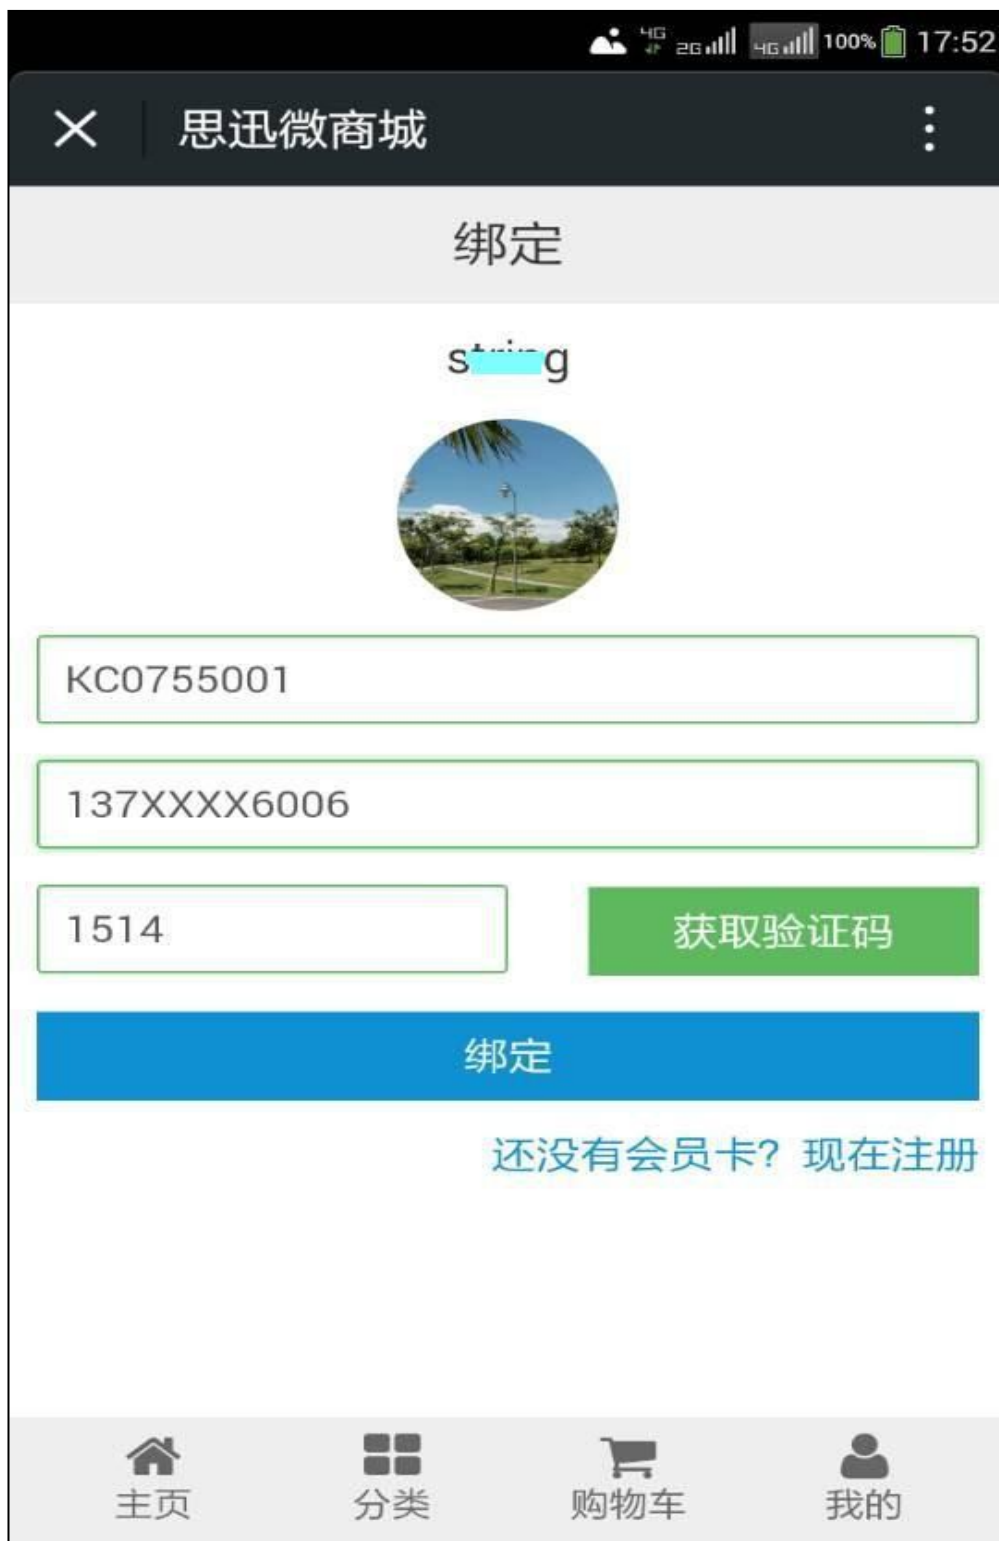 4G 2G 4G 100% 17:52
思迅微商城
绑定
KC0755001
137XXXX6006
1514 获取验证码
绑定
还没有会员卡? 现在注册
主页 分类 购物车 我的